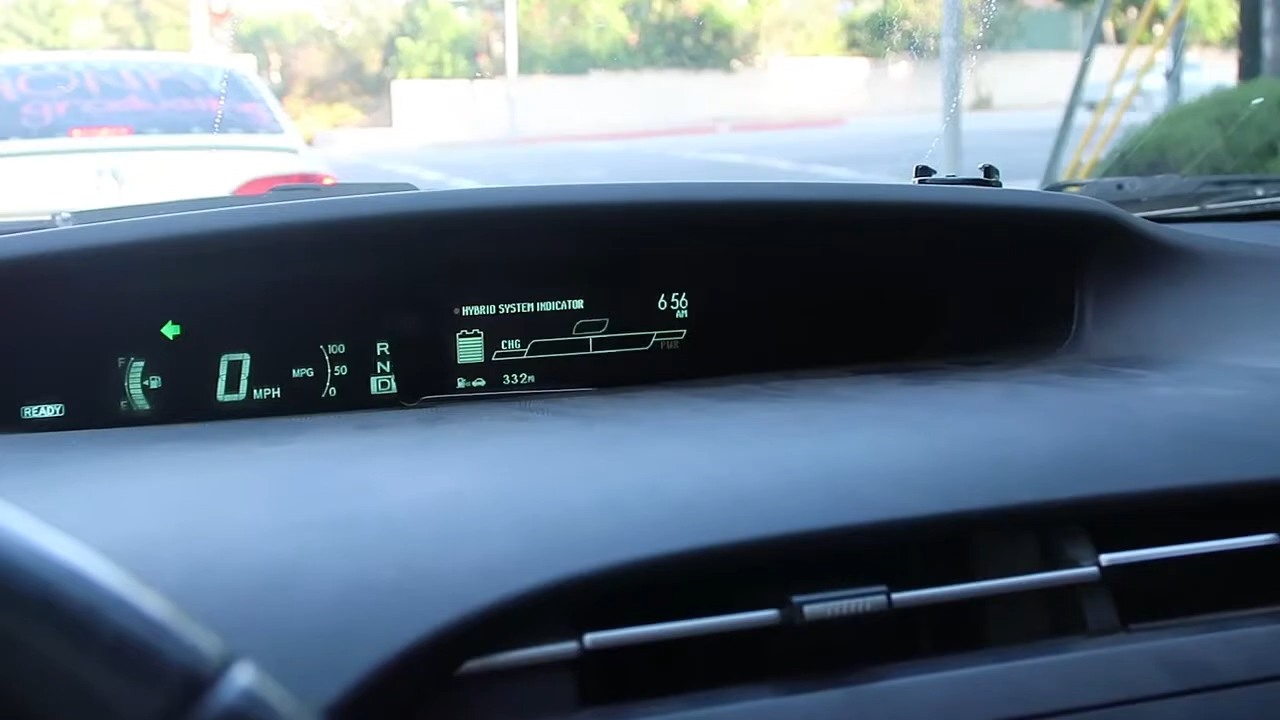 HYBRID SYSTEM INDICATOR
6:56
AM
CHG
PWR
332MI
F
E
0
MPH
MPG
100
50
0
R
N
D
READY